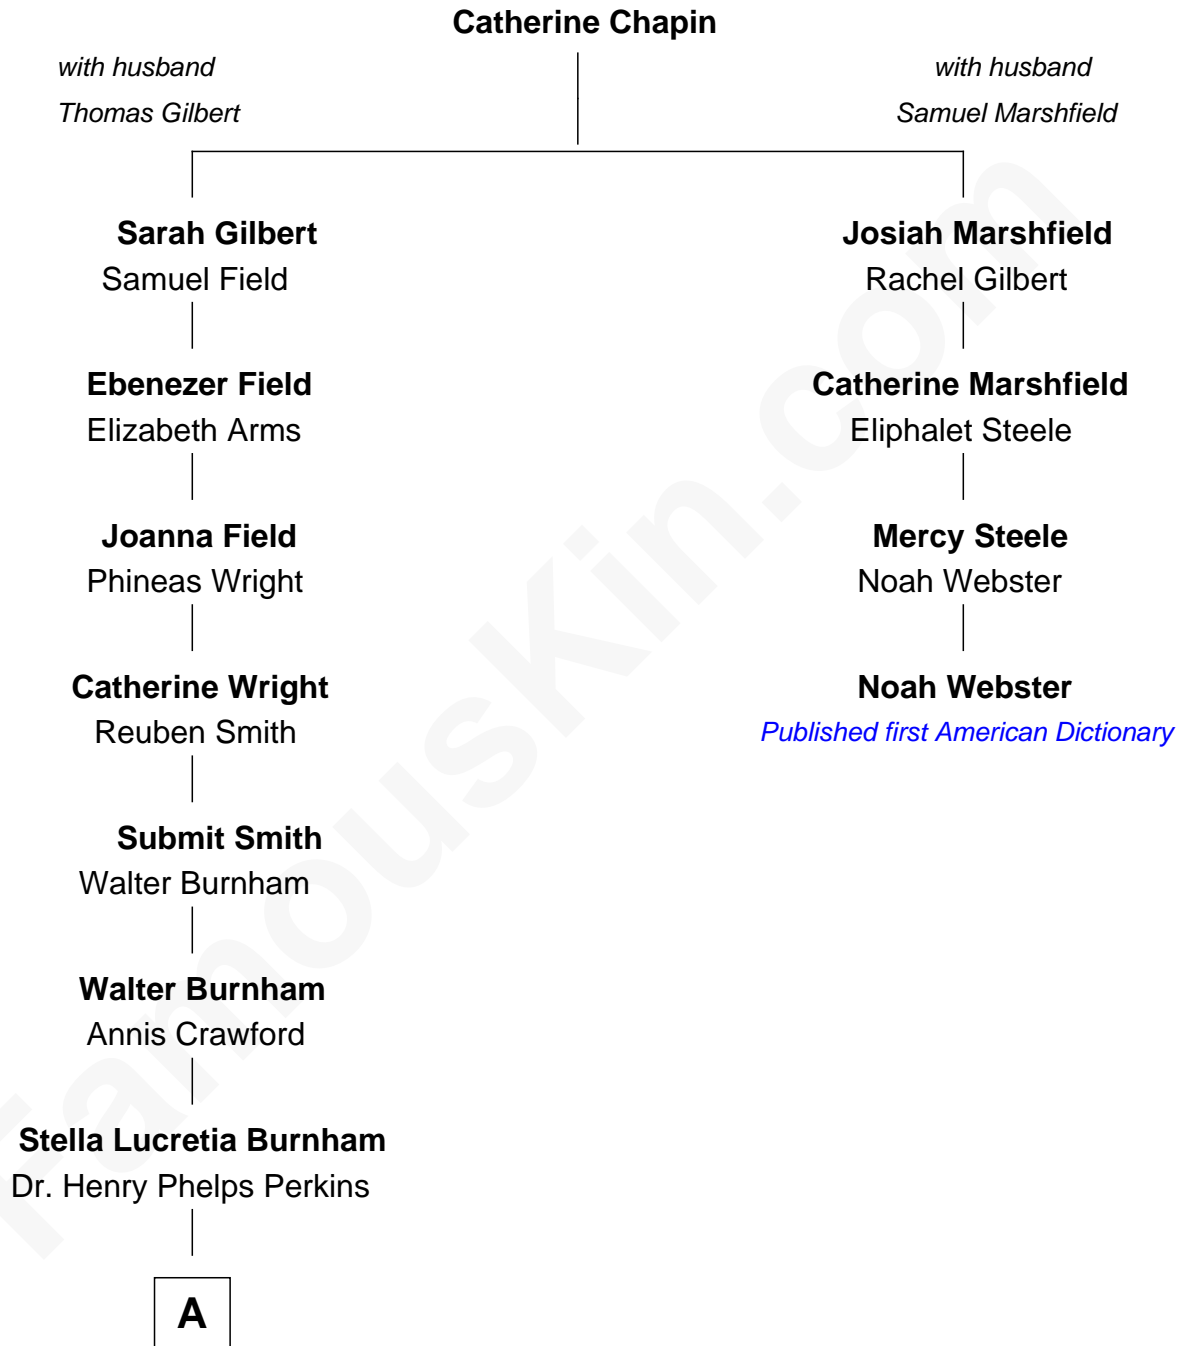 Catherine Chapin
with husband
Thomas Gilbert
with husband
Samuel Marshfield
Sarah Gilbert
Samuel Field
Josiah Marshfield
Rachel Gilbert
Ebenezer Field
Elizabeth Arms
Catherine Marshfield
Eliphalet Steele
Joanna Field
Phineas Wright
Mercy Steele
Noah Webster
Catherine Wright
Reuben Smith
Noah Webster
Published first American Dictionary
Submit Smith
Walter Burnham
Walter Burnham
Annis Crawford
Stella Lucretia Burnham
Dr. Henry Phelps Perkins
A
FamousKin.com